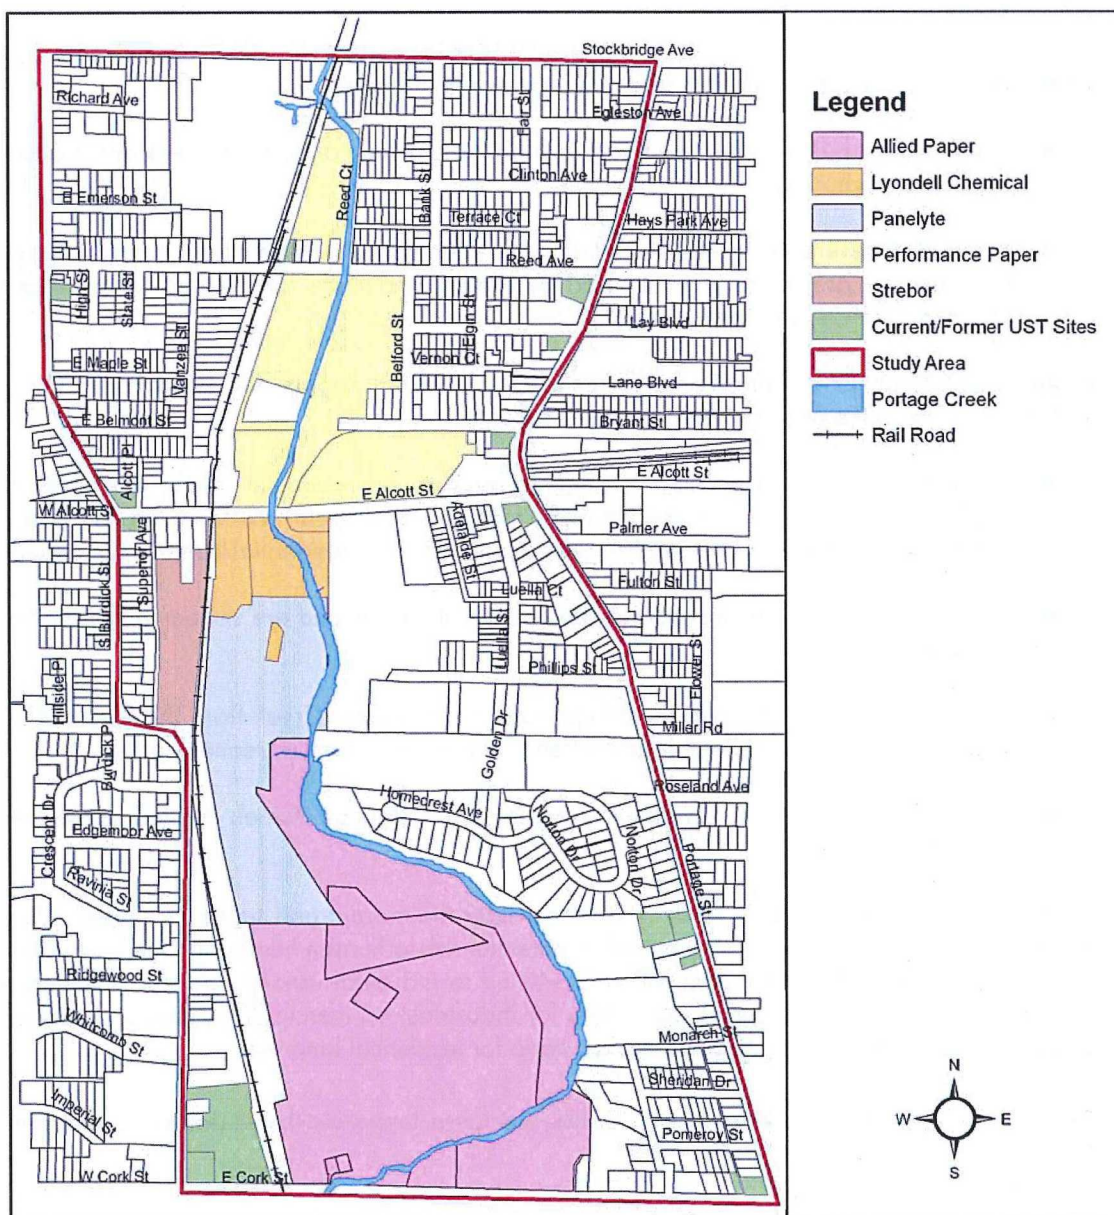 Stockbridge Ave
Richard Ave
Egleston Ave
Fair St
Clinton Ave
Reed Ct
Bank St
E Emerson St
Terrace Ct
Hays Park Ave
Reed Ave
High St
State St
Vanzee St
Elgin St
Lay Blvd
Belford St
Vernon Ct
E Maple St
Lane Blvd
E Belmont St
Bryant St
Alcott Pl
E Alcott St
E Alcott St
W Alcott St
Adelaide St
Palmer Ave
Superior Ave
S Burdick St
Luella Ct
Fulton St
Luella St
Phillips St
Flower St
Hillside P
Burdick P
Golden Dr
Miller Rd
Roseland Ave
Homecrest Ave
Norton Dr
Norton Dr
Portage St
Crescent Dr
Edgemoor Ave
Ravinia St
Ridgewood St
Whitcomb St
Monarch St
Sheridan Dr
Imperial St
Pomeroy St
W Cork St
E Cork St
Legend
Allied Paper
Lyondell Chemical
Panelyte
Performance Paper
Strebor
Current/Former UST Sites
Study Area
Portage Creek
Rail Road
N
W
E
S